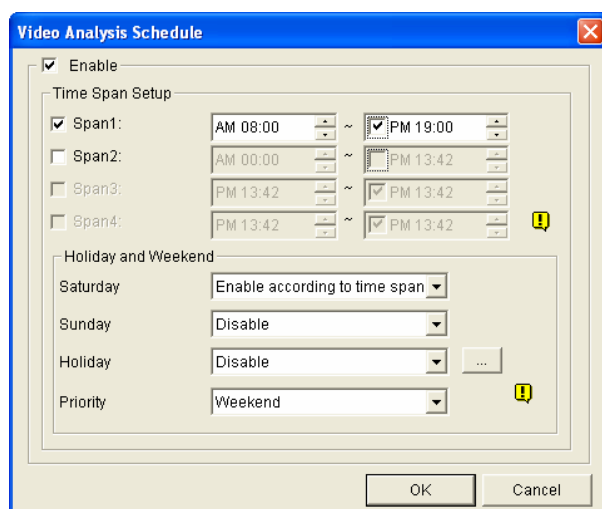 Video Analysis Schedule
Enable
Time Span Setup
Span1: AM 08:00 ~ PM 19:00
Span2: AM 00:00 ~ PM 13:42
Span3: PM 13:42 ~ PM 13:42
Span4: PM 13:42 ~ PM 13:42
Holiday and Weekend
Saturday Enable according to time span
Sunday Disable
Holiday Disable ...
Priority Weekend
OK Cancel